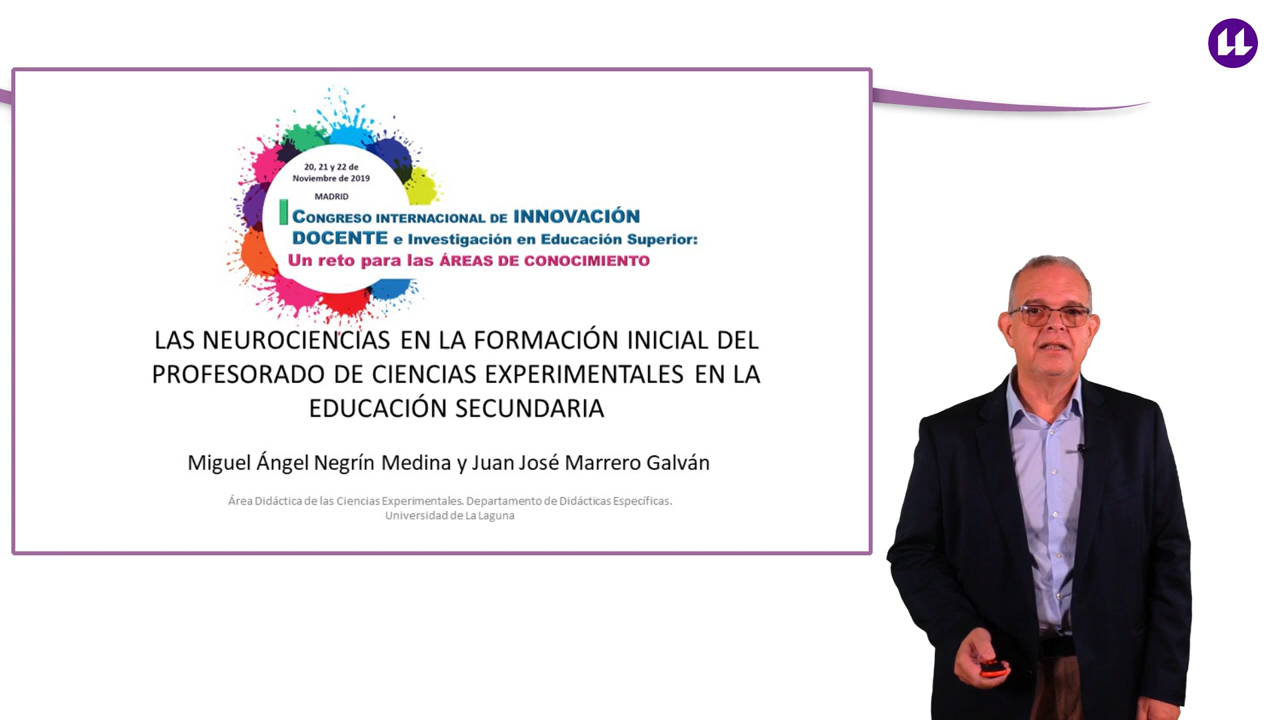 20, 21 y 22 de
Noviembre de 2019
MADRID
I CONGRESO INTERNACIONAL DE INNOVACIÓN
DOCENTE e Investigación en Educación Superior:
Un reto para las ÁREAS DE CONOCIMIENTO
LAS NEUROCIENCIAS EN LA FORMACIÓN INICIAL DEL
PROFESORADO DE CIENCIAS EXPERIMENTALES EN LA
EDUCACIÓN SECUNDARIA
Miguel Ángel Negrín Medina y Juan José Marrero Galván
Área Didáctica de las Ciencias Experimentales. Departamento de Didácticas Específicas.
Universidad de La Laguna